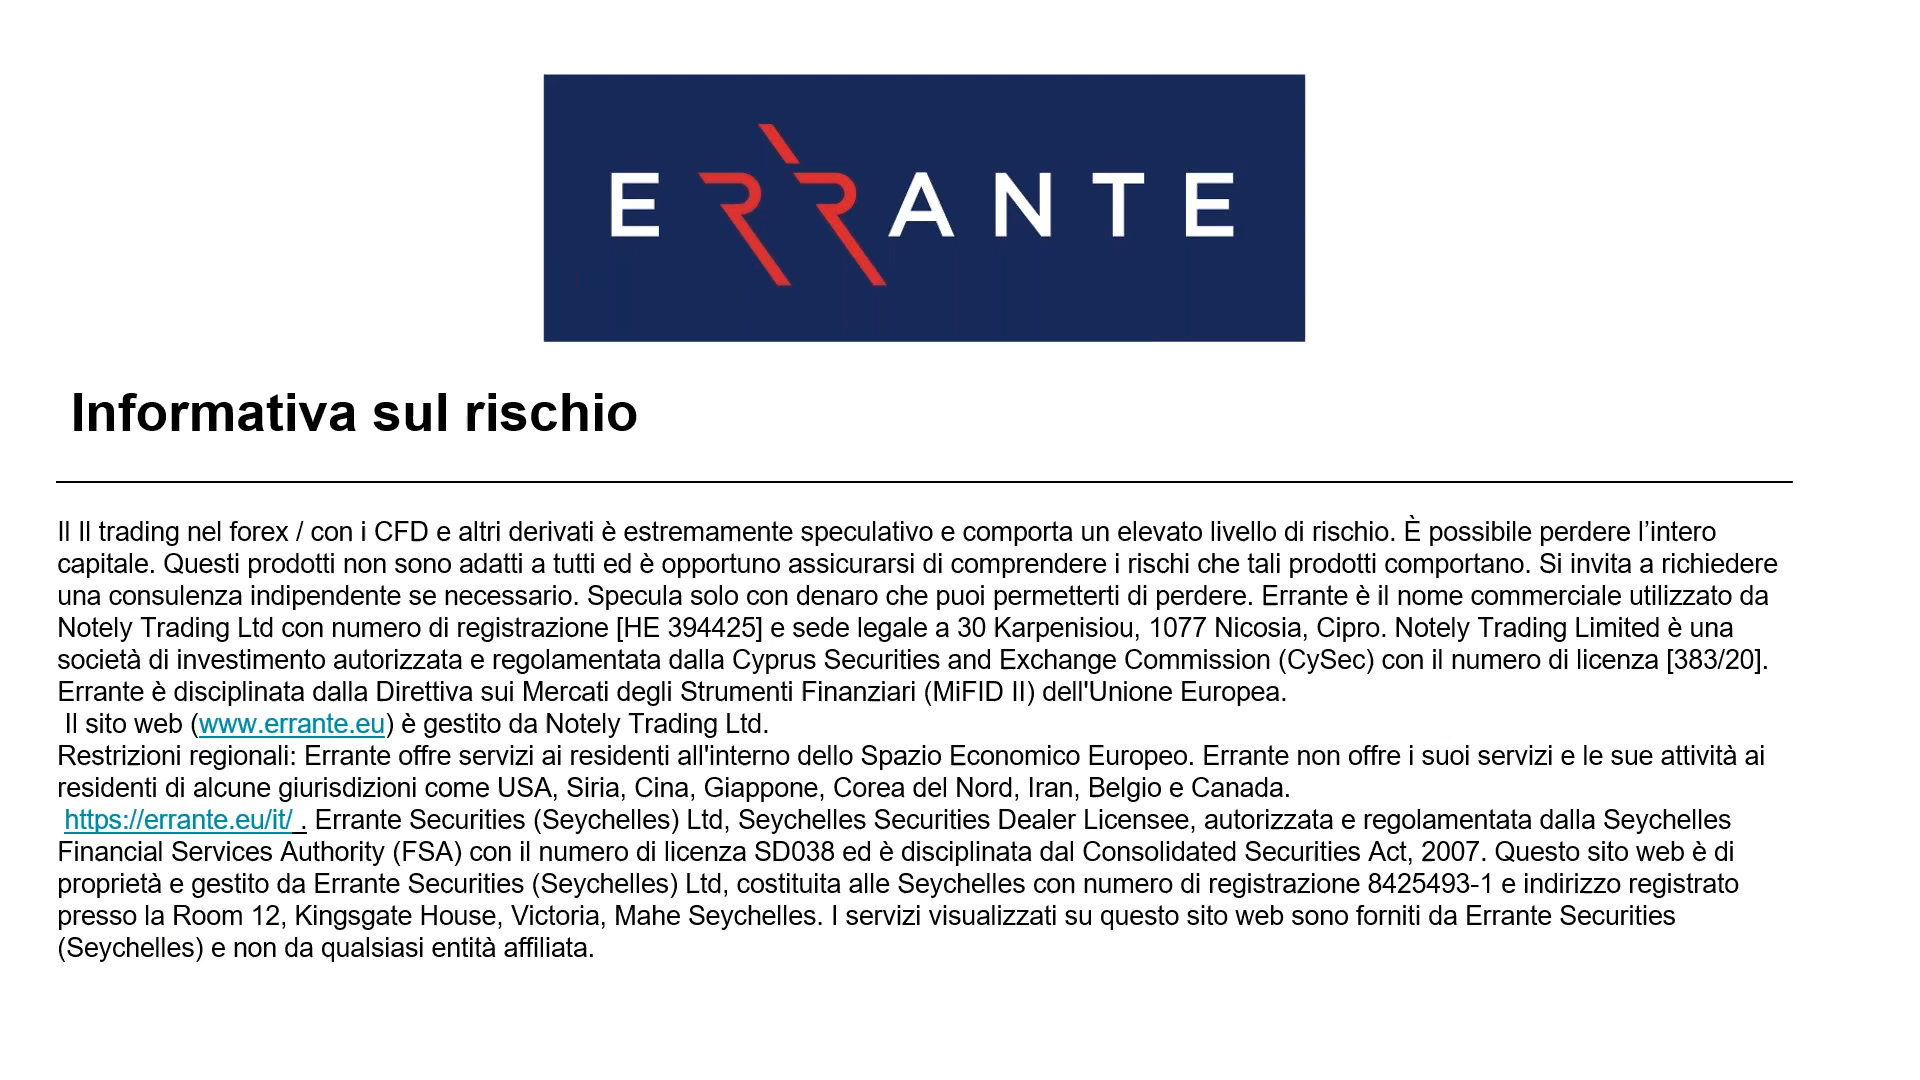 ERRANTE
Informativa sul rischio
Il Il trading nel forex / con i CFD e altri derivati è estremamente speculativo e comporta un elevato livello di rischio. È possibile perdere l’intero
capitale. Questi prodotti non sono adatti a tutti ed è opportuno assicurarsi di comprendere i rischi che tali prodotti comportano. Si invita a richiedere
una consulenza indipendente se necessario. Specula solo con denaro che puoi permetterti di perdere. Errante è il nome commerciale utilizzato da
Notely Trading Ltd con numero di registrazione [HE 394425] e sede legale a 30 Karpenisiou, 1077 Nicosia, Cipro. Notely Trading Limited è una
società di investimento autorizzata e regolamentata dalla Cyprus Securities and Exchange Commission (CySec) con il numero di licenza [383/20].
Errante è disciplinata dalla Direttiva sui Mercati degli Strumenti Finanziari (MiFID II) dell'Unione Europea.
Il sito web (www.errante.eu) è gestito da Notely Trading Ltd.
Restrizioni regionali: Errante offre servizi ai residenti all'interno dello Spazio Economico Europeo. Errante non offre i suoi servizi e le sue attività ai
residenti di alcune giurisdizioni come USA, Siria, Cina, Giappone, Corea del Nord, Iran, Belgio e Canada.
https://errante.eu/it/ . Errante Securities (Seychelles) Ltd, Seychelles Securities Dealer Licensee, autorizzata e regolamentata dalla Seychelles
Financial Services Authority (FSA) con il numero di licenza SD038 ed è disciplinata dal Consolidated Securities Act, 2007. Questo sito web è di
proprietà e gestito da Errante Securities (Seychelles) Ltd, costituita alle Seychelles con numero di registrazione 8425493-1 e indirizzo registrato
presso la Room 12, Kingsgate House, Victoria, Mahe Seychelles. I servizi visualizzati su questo sito web sono forniti da Errante Securities
(Seychelles) e non da qualsiasi entità affiliata.